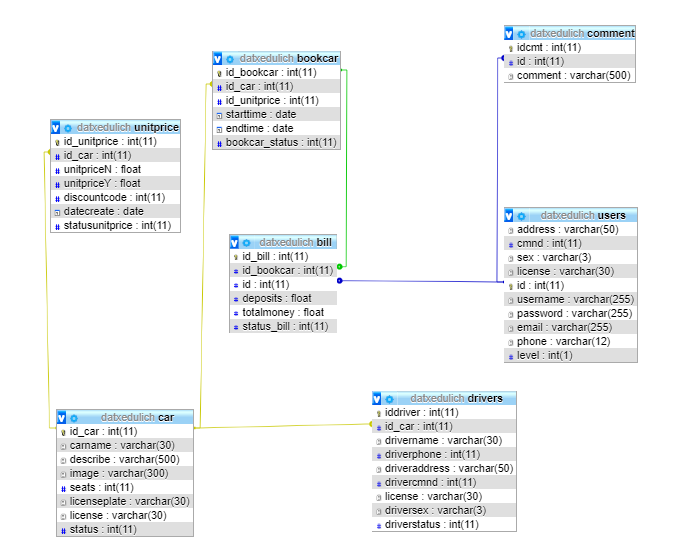 datxedulich unitprice
id_unitprice : int(11)
id_car : int(11)
unitpriceN : float
unitpriceY : float
discountcode : int(11)
datecreate : date
statusunitprice : int(11)
datxedulich bookcar
id_bookcar : int(11)
id_car : int(11)
id_unitprice : int(11)
starttime : date
endtime : date
bookcar_status : int(11)
datxedulich comment
idcmt : int(11)
id : int(11)
comment : varchar(500)
datxedulich bill
id_bill : int(11)
id_bookcar : int(11)
id : int(11)
deposits : float
totalmoney : float
status_bill : int(11)
datxedulich users
address : varchar(50)
cmnd : int(11)
sex : varchar(3)
license : varchar(30)
id : int(11)
username : varchar(255)
password : varchar(255)
email : varchar(255)
phone : varchar(12)
level : int(1)
datxedulich car
id_car : int(11)
carname : varchar(30)
describe : varchar(500)
image : varchar(300)
seats : int(11)
licenseplate : varchar(30)
license : varchar(30)
status : int(11)
datxedulich drivers
iddriver : int(11)
id_car : int(11)
drivername : varchar(30)
driverphone : int(11)
driveraddress : varchar(50)
drivercmnd : int(11)
license : varchar(30)
driversex : varchar(3)
driverstatus : int(11)